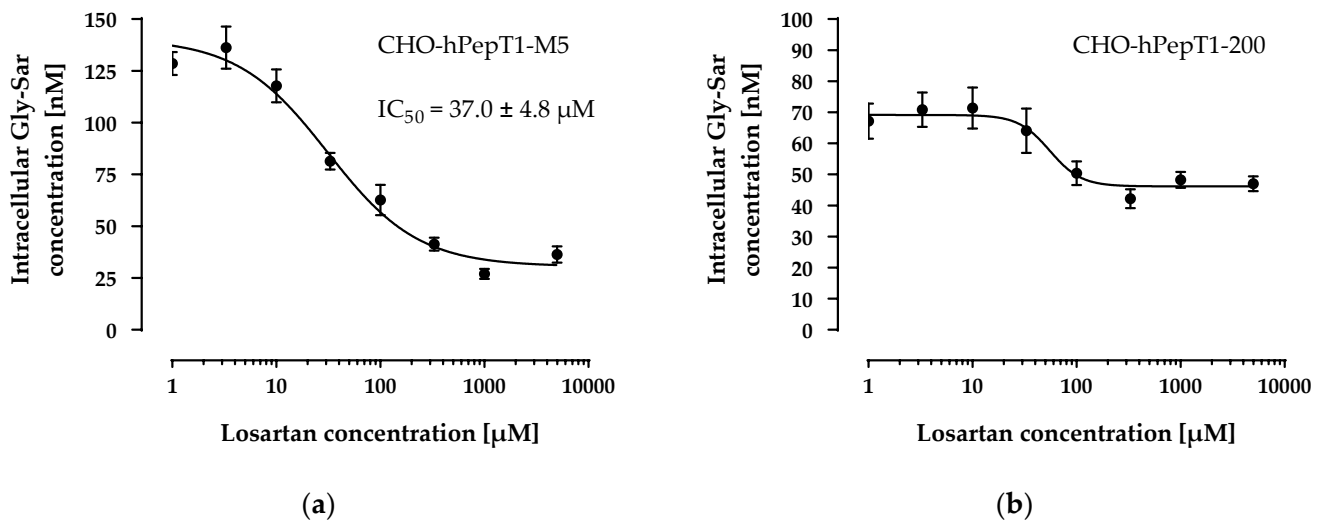 Intracellular Gly-Sar
concentration [nM]
150
125
100
75
50
25
0
CHO-hPepT1-M5
IC50 = 37.0 ± 4.8 µM
1 10 100 1000 10000
Losartan concentration [µM]
(a)
Intracellular Gly-Sar
concentration [nM]
100
90
80
70
60
50
40
30
20
10
0
CHO-hPepT1-200
1 10 100 1000 10000
Losartan concentration [µM]
(b)